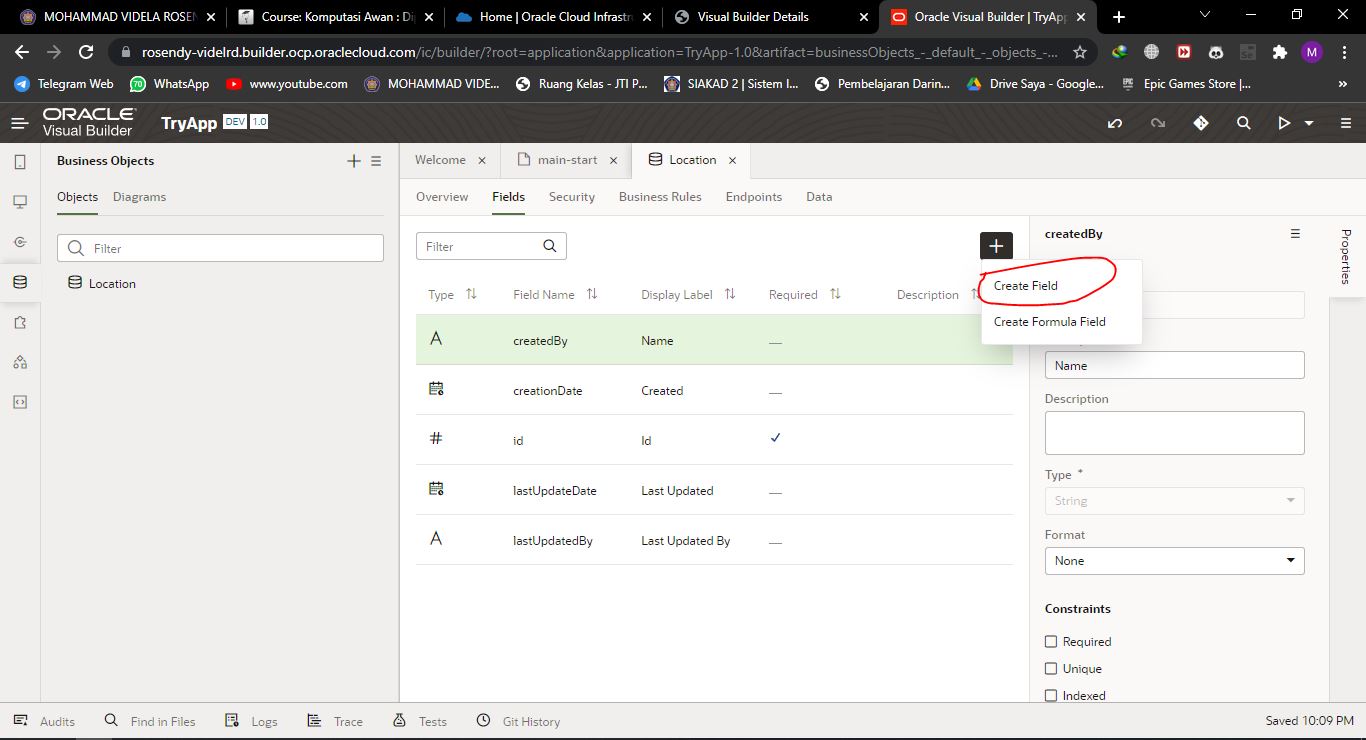 MOHAMMAD VIDELA ROSEN
Course: Komputasi Awan : Di
Home | Oracle Cloud Infrastru
Visual Builder Details
Oracle Visual Builder | TryApp
rosendy-videlrd.builder.ocp.oraclecloud.com/ic/builder/?root=application&application=TryApp-1.0&artifact=businessObjects_-_default_-_objects_-...
M
Telegram Web
70
WhatsApp
www.youtube.com
MOHAMMAD VIDE...
Ruang Kelas - JTI P...
SIAKAD 2 | Sistem I...
Pembelajaran Darin...
Drive Saya - Google...
Epic Games Store |...
»
ORACLE
Visual Builder
TryApp
DEV
1.0
Business Objects
Welcome
main-start
Location
Objects
Diagrams
Overview
Fields
Security
Business Rules
Endpoints
Data
Filter
Location
Filter
createdBy
Properties
Create Field
Create Formula Field
Type
Field Name
Display Label
Required
Description
A
createdBy
Name
creationDate
Created
#
id
Id
lastUpdateDate
Last Updated
A
lastUpdatedBy
Last Updated By
Name
Description
Type *
String
Format
None
Constraints
Required
Unique
Indexed
Audits
Find in Files
Logs
Trace
Tests
Git History
Saved 10:09 PM